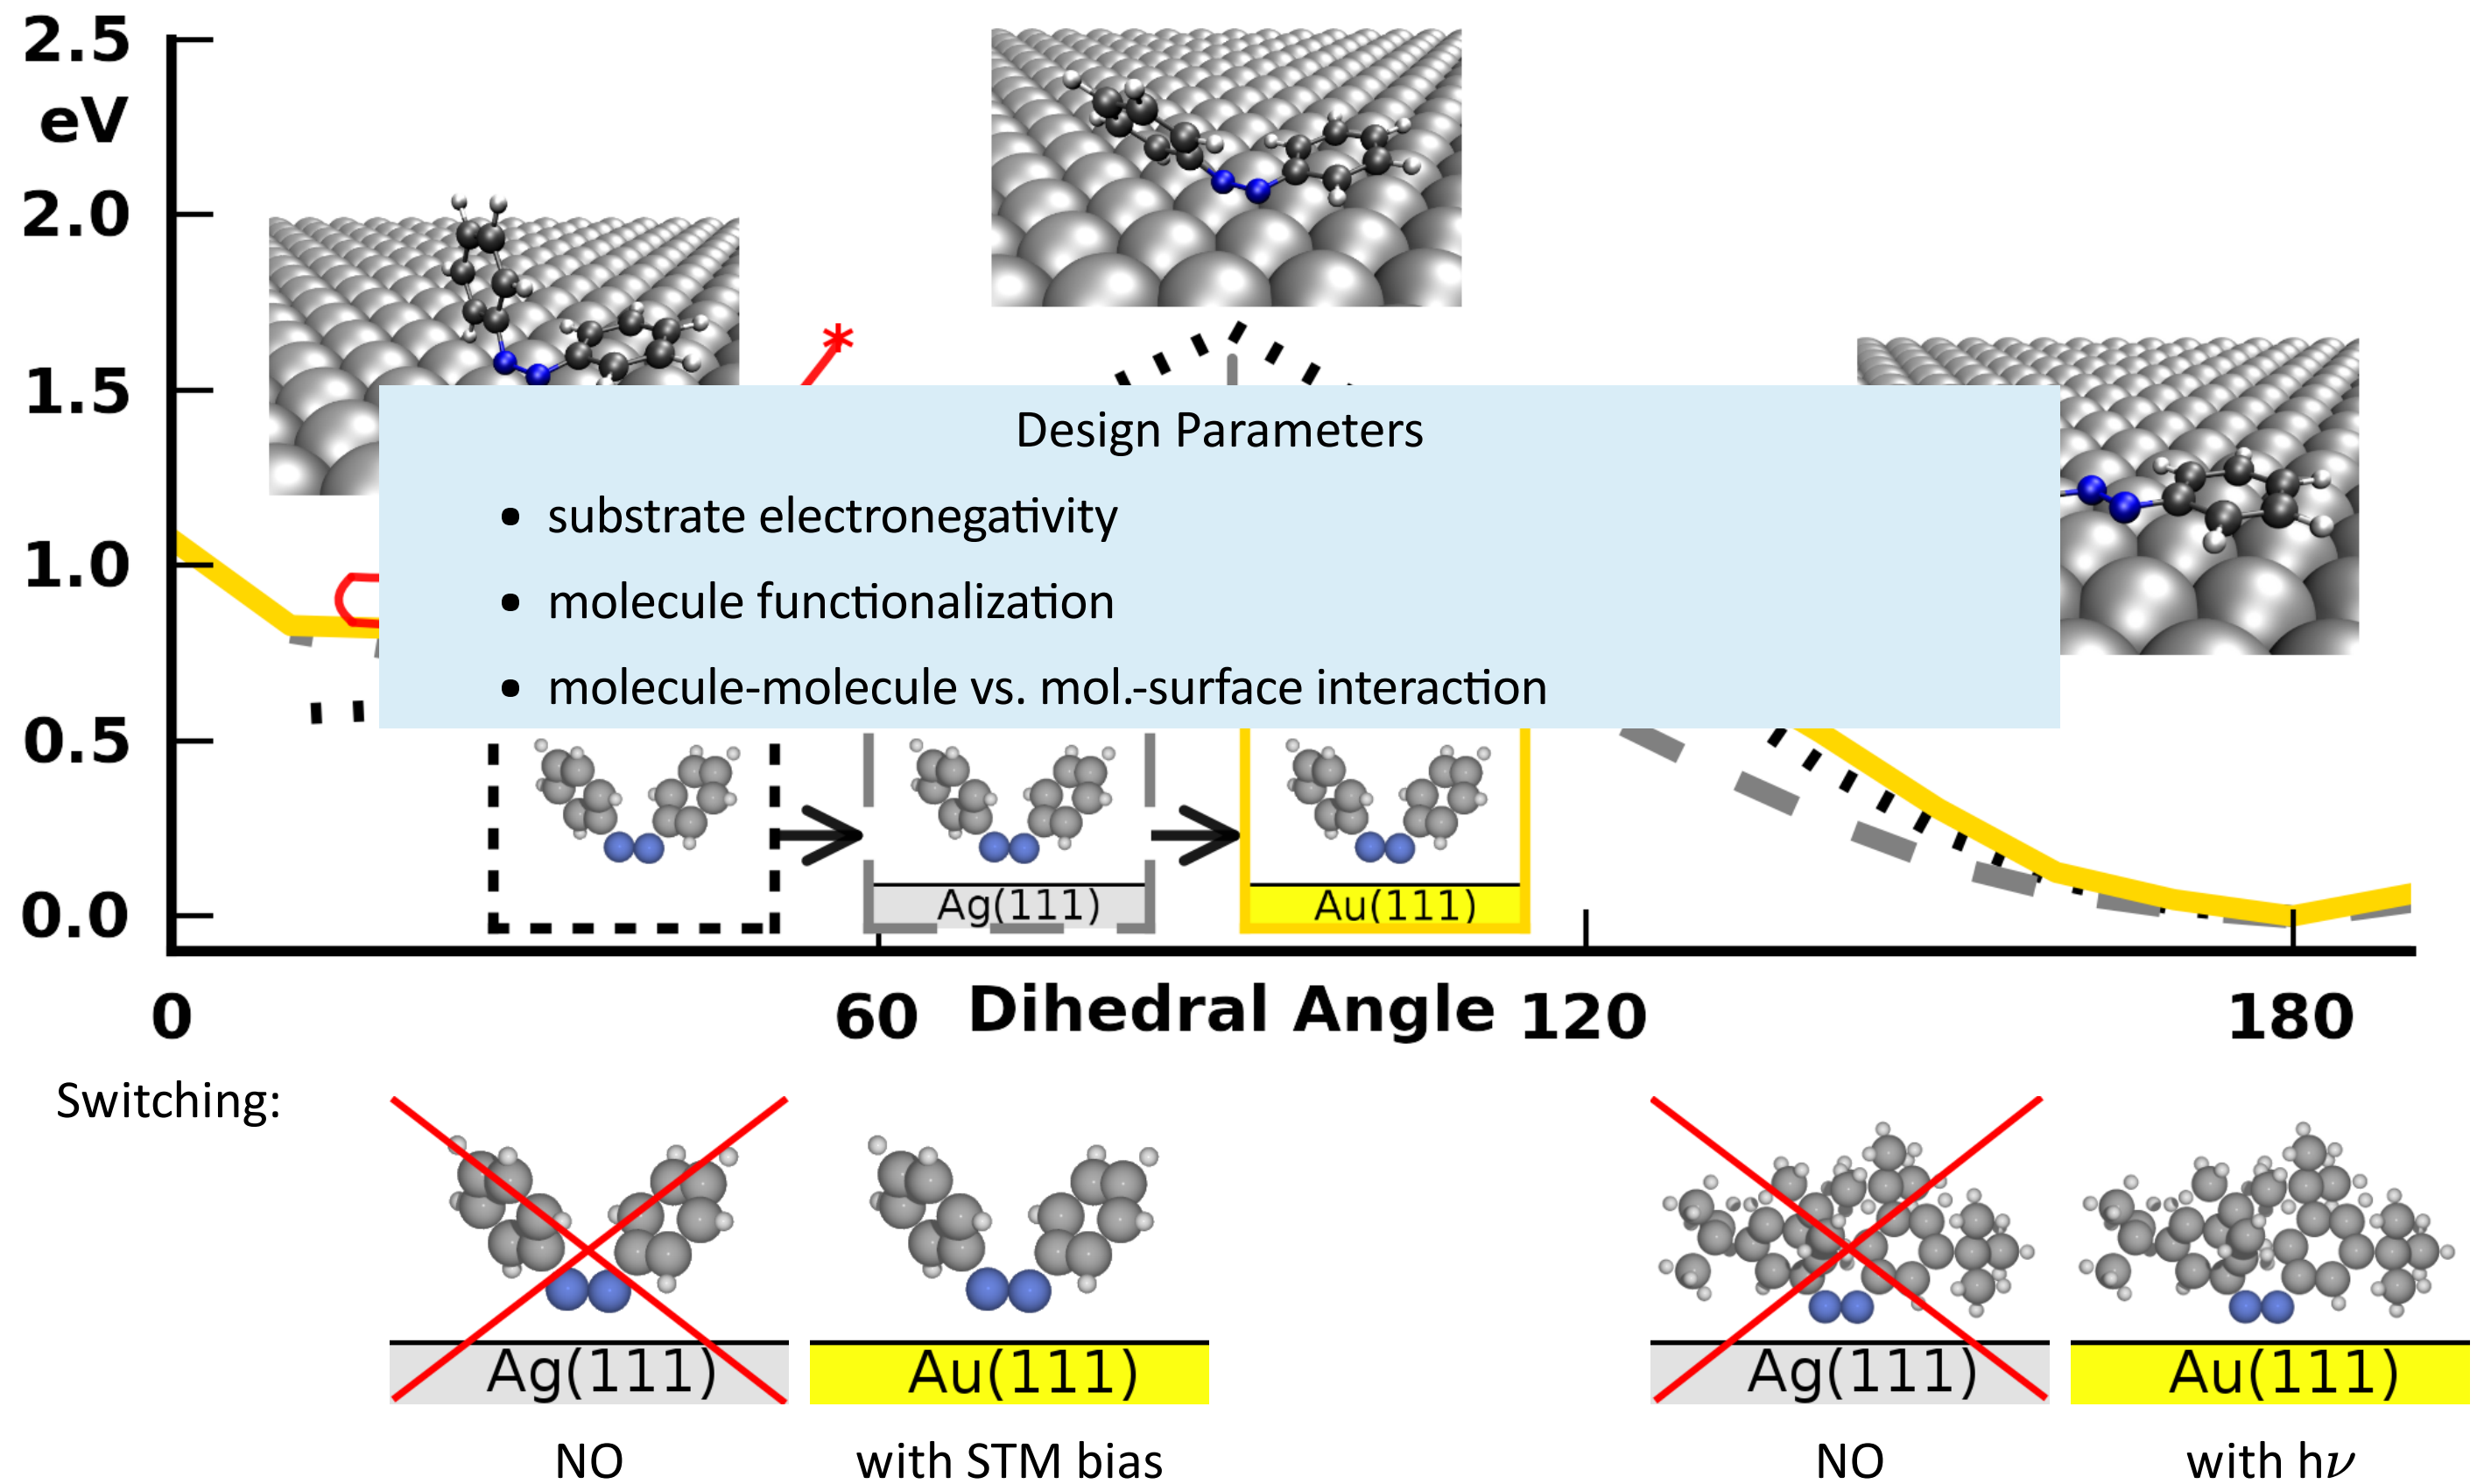 2.5
eV
2.0
1.5
1.0
0.5
0.0
*
Design Parameters
• substrate electronegativity
• molecule functionalization
• molecule-molecule vs. mol.-surface interaction
Ag(111) Au(111)
0 60 Dihedral Angle 120 180
Switching:
Ag(111) Au(111) Ag(111) Au(111)
NO with STM bias NO with hν